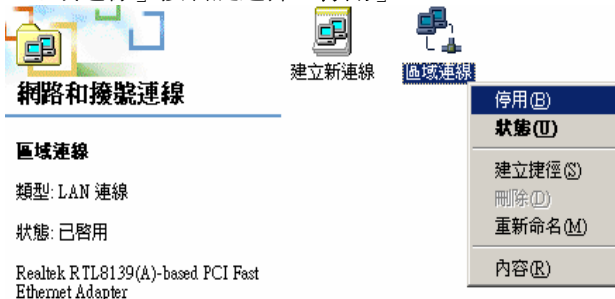 建立新連線
區域連線
網路和撥號連線
區域連線
類型: LAN 連線
狀態: 已啓用
Realtek RTL8139(A)-based PCI Fast
Ethernet Adapter
停用(B)
狀態(U)
建立捷徑(S)
刪除(D)
重新命名(M)
內容(R)